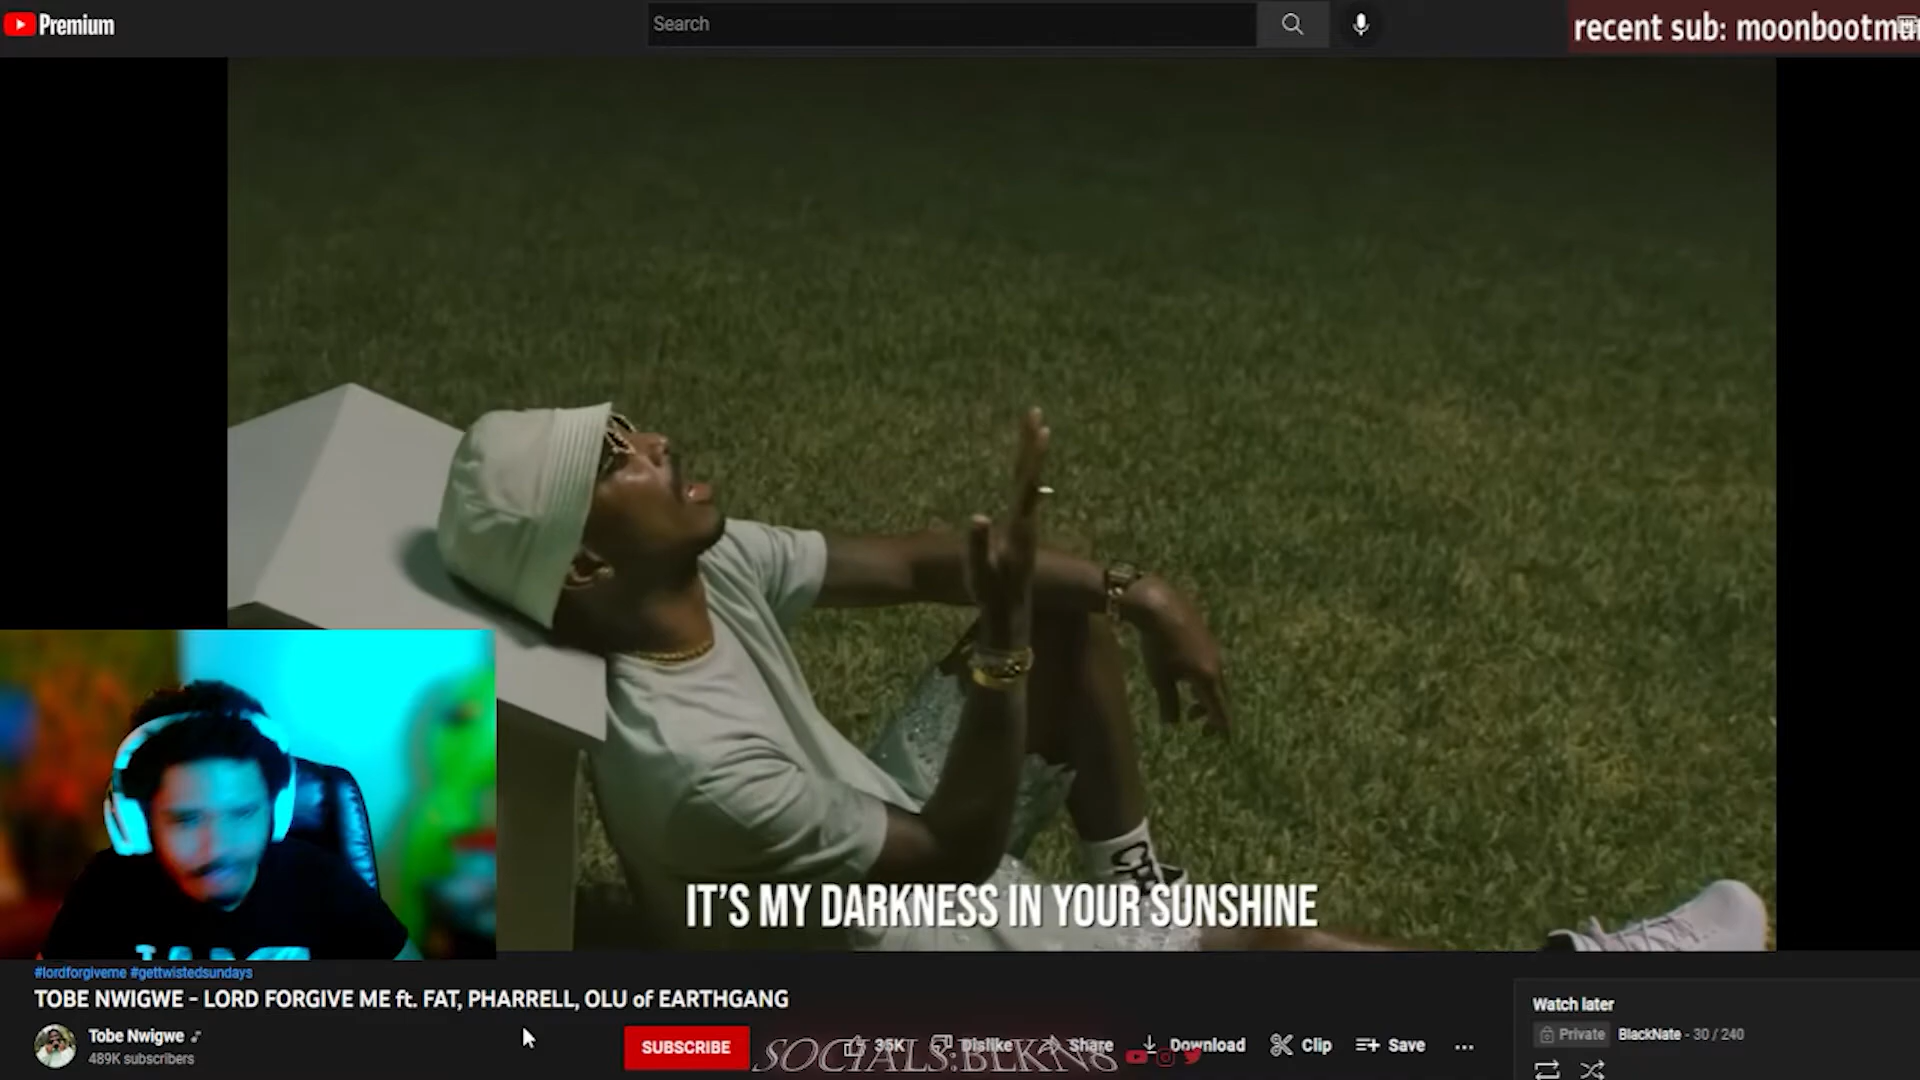 Premium
Search
recent sub: moonbootma
IT'S MY DARKNESS IN YOUR SUNSHINE
#lordforgiveme #gettwistedsundays
TOBE NWIGWE - LORD FORGIVE ME ft. FAT, PHARRELL, OLU of EARTHGANG
Tobe Nwigwe
489K subscribers
SUBSCRIBE
35K
Dislike
Share
Download
Clip
Save
SOCIALS:BLKN8
Watch later
Private
BlackNate - 30 / 240